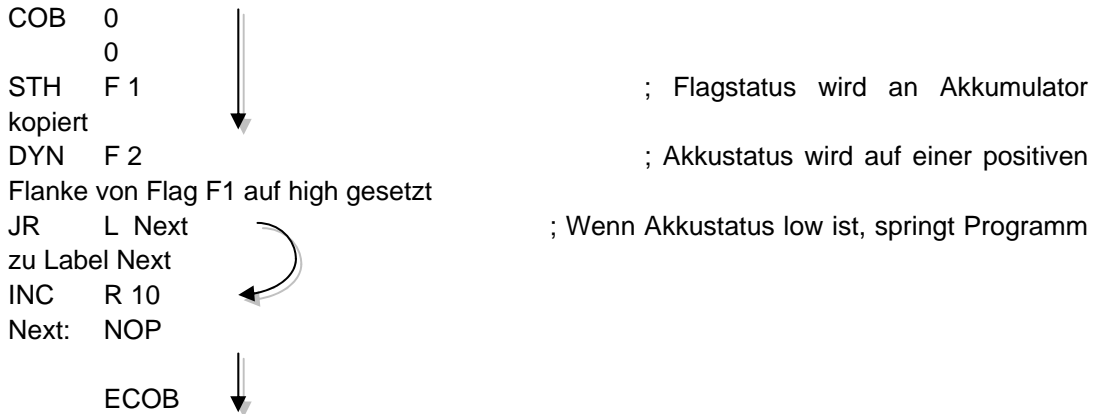 COB 0
0
STH F 1 ; Flagstatus wird an Akkumulator
kopiert
DYN F 2 ; Akkustatus wird auf einer positiven
Flanke von Flag F1 auf high gesetzt
JR L Next ; Wenn Akkustatus low ist, springt Programm
zu Label Next
INC R 10
Next: NOP
ECOB